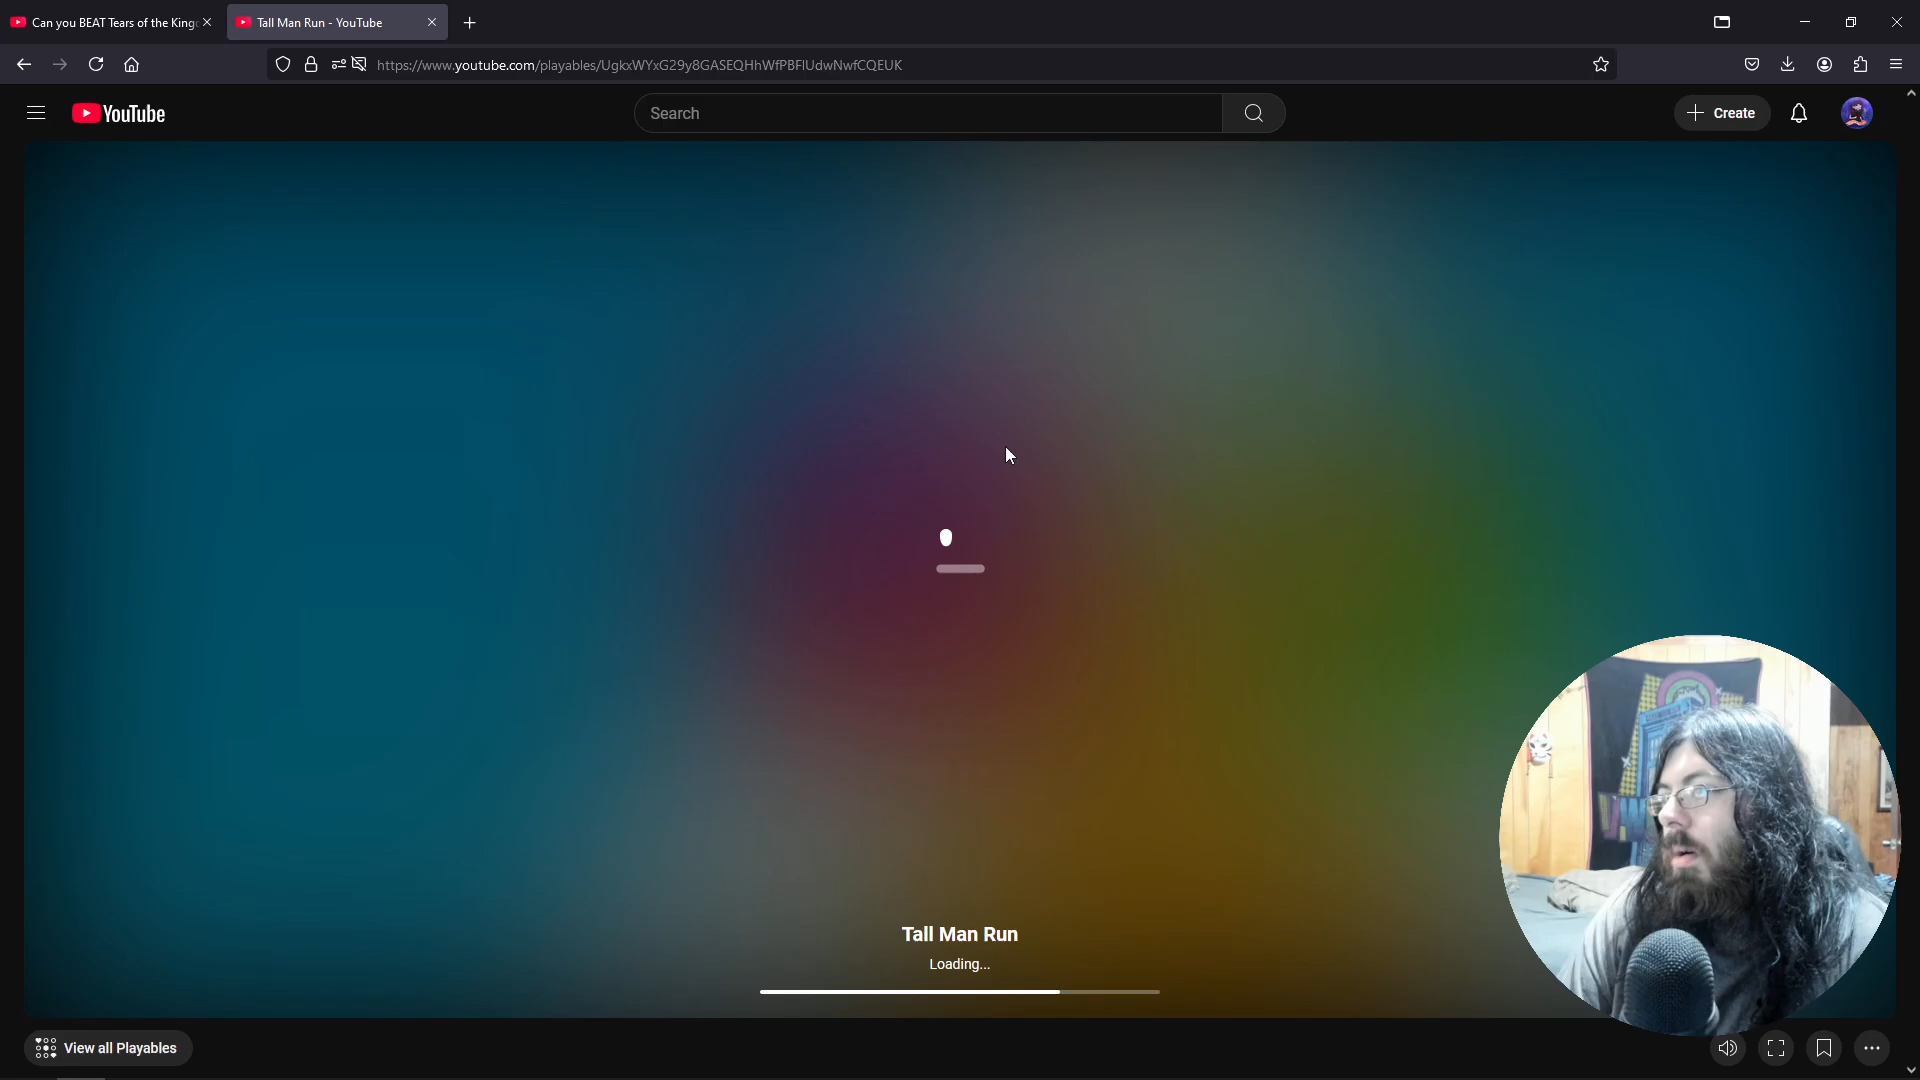 Can you BEAT Tears of the King
Tall Man Run - YouTube
https://www.youtube.com/playables/UgkxWYxG29y8GASEQHhWfPBFlUdwNwfCQEUK
YouTube
Search
Create
Tall Man Run
Loading...
View all Playables